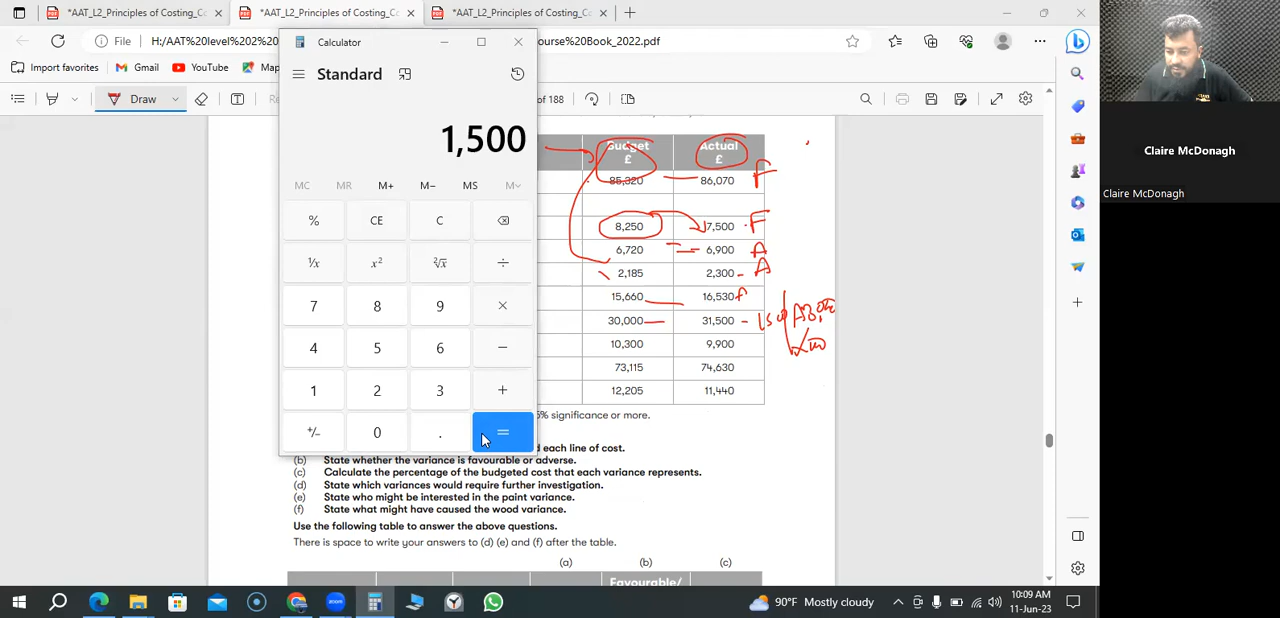 *AAT_L2_Principles of Costing_Co
*AAT_L2_Principles of Costing_Co
*AAT_L2_Principles of Costing_Co
File
H:/AAT%20level%202%2
ourse%20Book_2022.pdf
Import favorites
Gmail
YouTube
Map
Draw
of 188
Calculator
Standard
1,500
MC MR M+ M− MS M
% CE C
¹/x x² ²√x ÷
7 8 9 ×
4 5 6 −
1 2 3 +
+/− 0 . =
Budget Actual
£ £
85,320 86,070 F
8,250 7,500 F
6,720 6,900 A
2,185 2,300 A
15,660 16,530
30,000 31,500
10,300 9,900
73,115 74,630
12,205 11,440
5% significance or more.
each line of cost.
(b) State whether the variance is favourable or adverse.
(c) Calculate the percentage of the budgeted cost that each variance represents.
(d) State which variances would require further investigation.
(e) State who might be interested in the paint variance.
(f) State what might have caused the wood variance.
Use the following table to answer the above questions.
There is space to write your answers to (d) (e) and (f) after the table.
(a) (b) (c)
Favourable/
Claire McDonagh
Claire McDonagh
90°F Mostly cloudy
10:09 AM
11-Jun-23